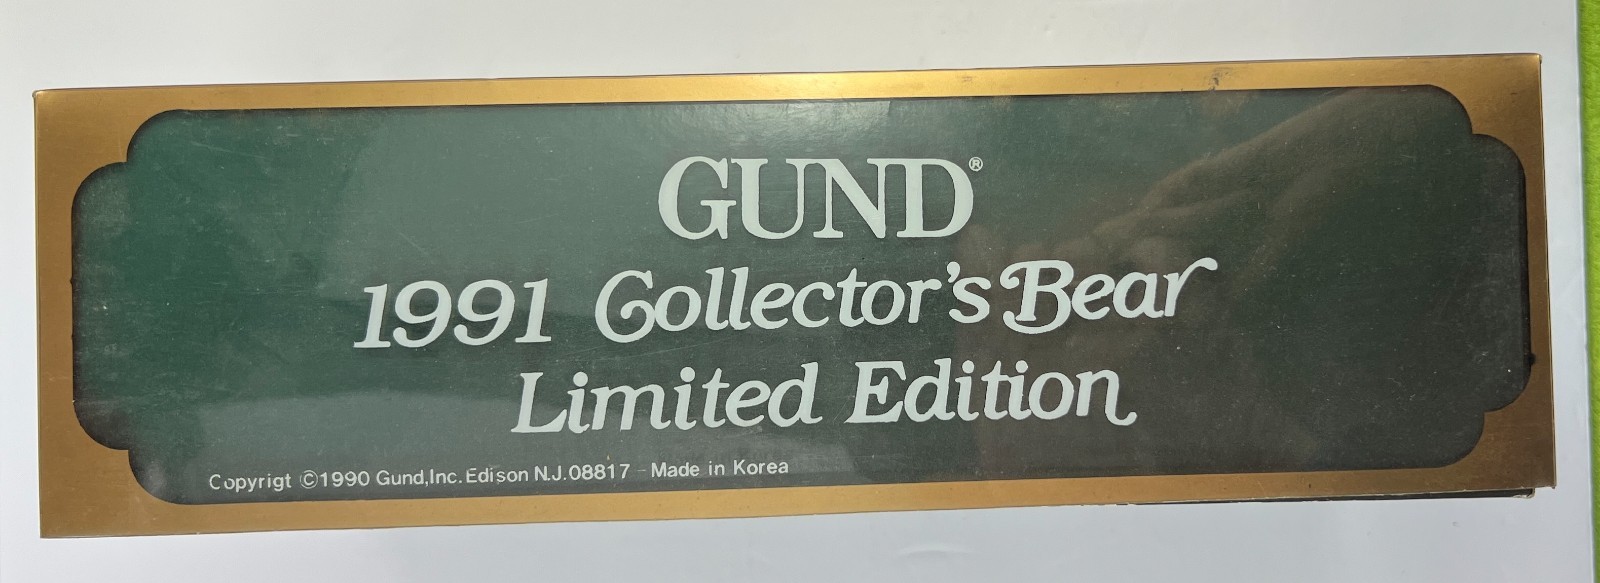 GUND®
1991 Collector's Bear
Limited Edition
Copyrigt ©1990 Gund,Inc. Edison N.J.08817 - Made in Korea